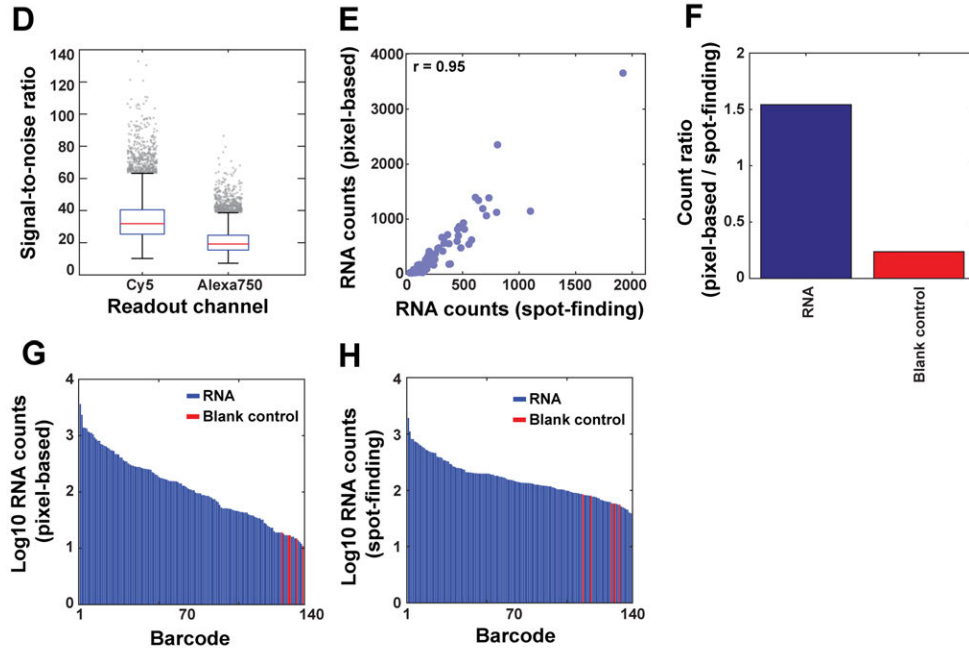 D
Signal-to-noise ratio
140
120
100
80
60
40
20
0
Cy5
Alexa750
Readout channel
E
RNA counts (pixel-based)
4000
3000
2000
1000
0
r = 0.95
0
500
1000
1500
2000
RNA counts (spot-finding)
F
Count ratio
(pixel-based / spot-finding)
2
1.5
1
0.5
0
RNA
Blank control
G
Log10 RNA counts
(pixel-based)
4
3
2
1
0
RNA
Blank control
1
70
140
Barcode
H
Log10 RNA counts
(spot-finding)
4
3
2
1
0
RNA
Blank control
1
70
140
Barcode